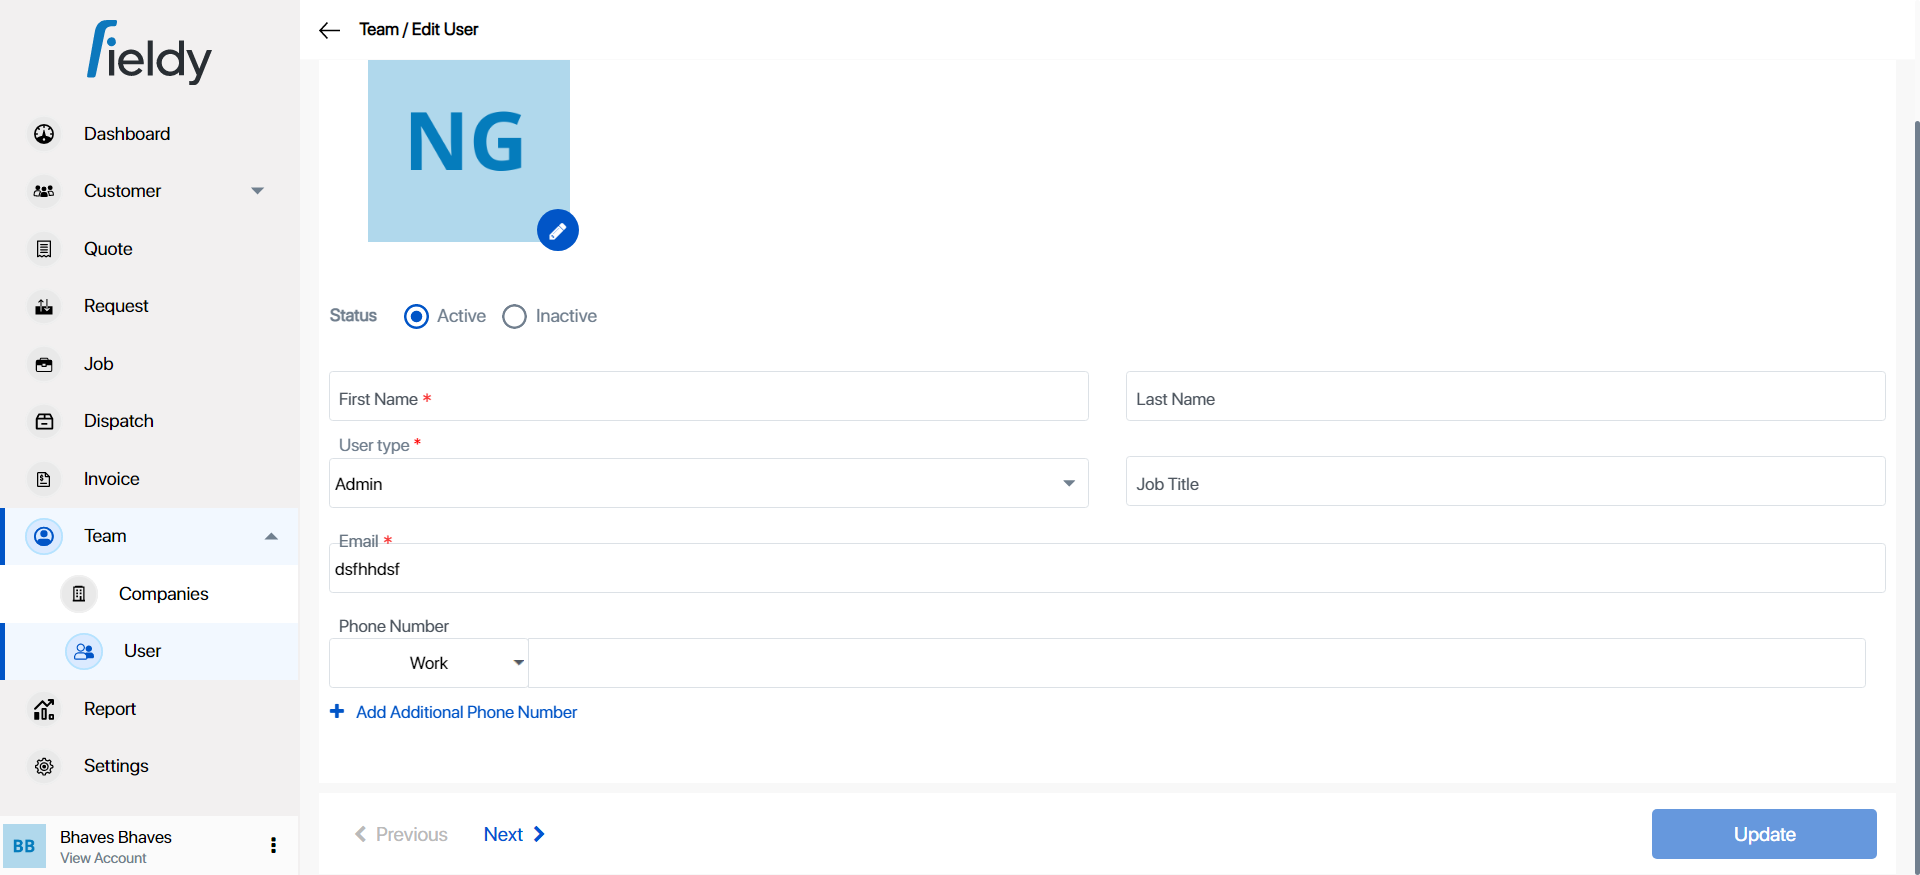 fieldy
Dashboard
Customer
Quote
Request
Job
Dispatch
Invoice
Team
Companies
User
Report
Settings
BB
Bhaves Bhaves
View Account
Team / Edit User
NG
Status Active Inactive
First Name *
Last Name
User type *
Admin
Job Title
Email *
dsfhhdsf
Phone Number
Work
Add Additional Phone Number
Previous Next
Update